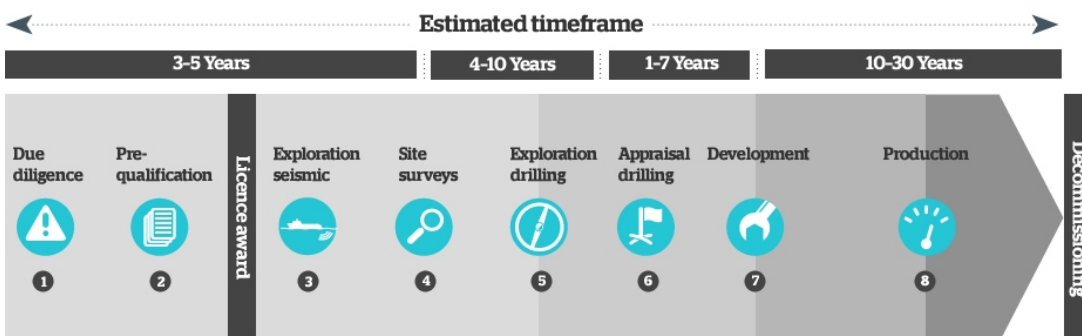 Estimated timeframe
3-5 Years
4-10 Years
1-7 Years
10-30 Years
Due
diligence
1
Pre-
qualification
2
Licence award
Exploration
seismic
3
Site
surveys
4
Exploration
drilling
5
Appraisal
drilling
6
Development
7
Production
8
Decommissioning